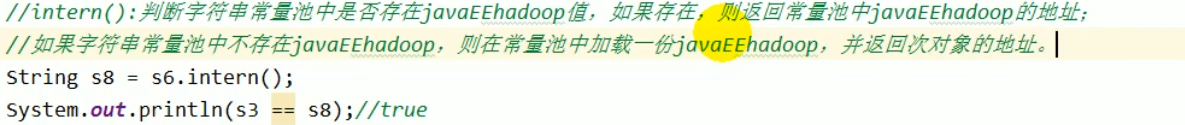 //intern():判断字符串常量池中是否存在javaEEhadoop值，如果存在，则返回常量池中javaEEhadoop的地址；
//如果字符串常量池中不存在javaEEhadoop，则在常量池中加载一份javaEEhadoop，并返回次对象的地址。
String s8 = s6.intern();
System.out.println(s3 == s8);//true